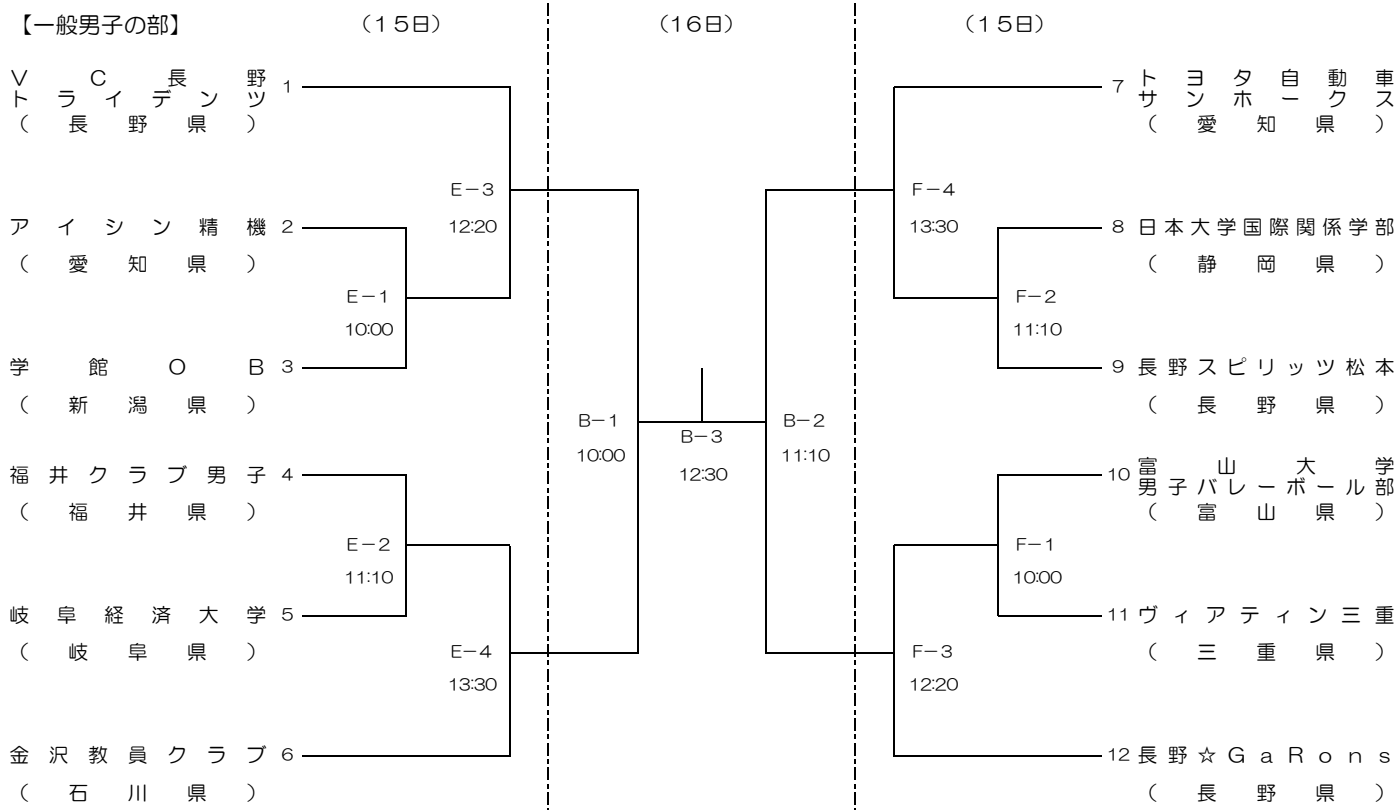 【一般男子の部】 （15日） （16日） （15日）
VC長野
トライデンツ
（長野県）
1
E-3
12:20
アイシン精機 2
（愛知県）
E-1
10:00
学館OB 3
（新潟県）
福井クラブ男子 4
（福井県）
E-2
11:10
岐阜経済大学 5
（岐阜県）
E-4
13:30
金沢教員クラブ 6
（石川県）
B-1
10:00
B-3
12:30
B-2
11:10
7 トヨタ自動車
サンホークス
（愛知県）
F-4
13:30
8 日本大学国際関係学部
（静岡県）
F-2
11:10
9 長野スピリッツ松本
（長野県）
10 富山大学
男子バレーボール部
（富山県）
F-1
10:00
11 ヴィアティン三重
（三重県）
F-3
12:20
12 長野☆GaRons
（長野県）